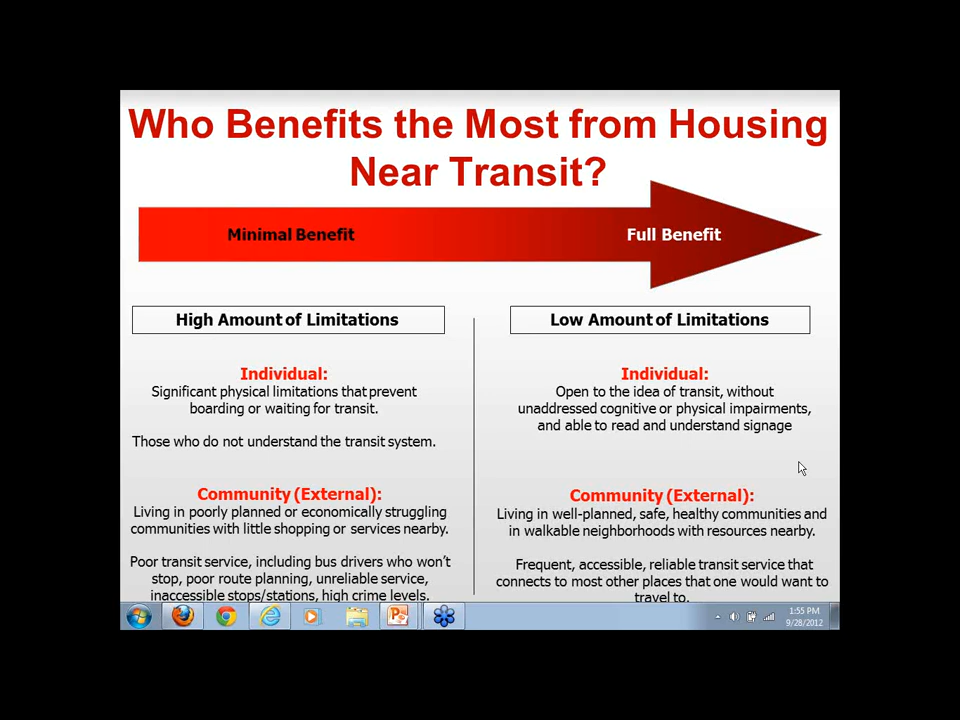 Who Benefits the Most from Housing
Near Transit?
Minimal Benefit
Full Benefit
High Amount of Limitations
Individual:
Significant physical limitations that prevent
boarding or waiting for transit.
Those who do not understand the transit system.
Community (External):
Living in poorly planned or economically struggling
communities with little shopping or services nearby.
Poor transit service, including bus drivers who won't
stop, poor route planning, unreliable service,
inaccessible stops/stations, high crime levels.
Low Amount of Limitations
Individual:
Open to the idea of transit, without
unaddressed cognitive or physical impairments,
and able to read and understand signage
Community (External):
Living in well-planned, safe, healthy communities and
in walkable neighborhoods with resources nearby.
Frequent, accessible, reliable transit service that
connects to most other places that one would want to
travel to.
1:55 PM
9/28/2012